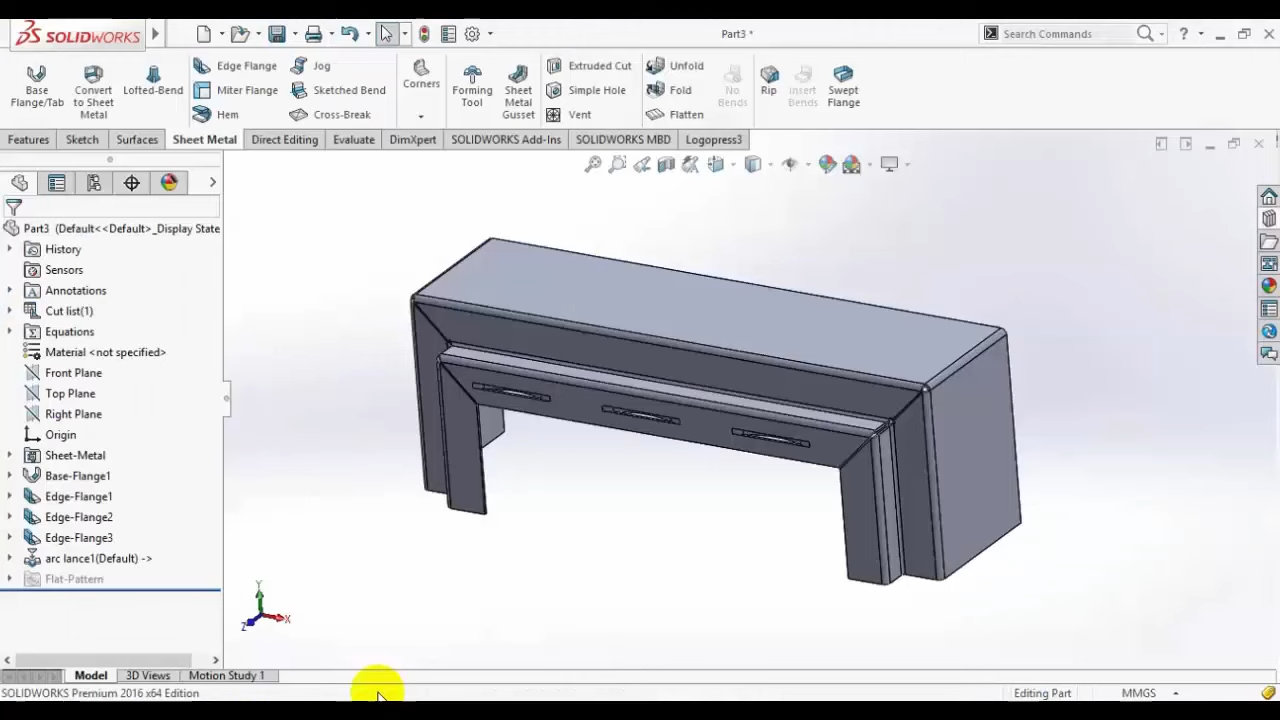 SOLIDWORKS
Part3 *
Search Commands
?
Base Flange/Tab
Convert to Sheet Metal
Lofted-Bend
Edge Flange
Miter Flange
Hem
Jog
Sketched Bend
Cross-Break
Corners
Forming Tool
Sheet Metal Gusset
Extruded Cut
Simple Hole
Vent
Unfold
Fold
Flatten
No Bends
Rip
Insert Bends
Swept Flange
Features
Sketch
Surfaces
Sheet Metal
Direct Editing
Evaluate
DimXpert
SOLIDWORKS Add-Ins
SOLIDWORKS MBD
Logopress3
Part3 (Default<<Default>_Display State
History
Sensors
Annotations
Cut list(1)
Equations
Material <not specified>
Front Plane
Top Plane
Right Plane
Origin
Sheet-Metal
Base-Flange1
Edge-Flange1
Edge-Flange2
Edge-Flange3
arc lance1(Default) ->
Flat-Pattern
Y
X
Z
Model
3D Views
Motion Study 1
SOLIDWORKS Premium 2016 x64 Edition
Editing Part
MMGS